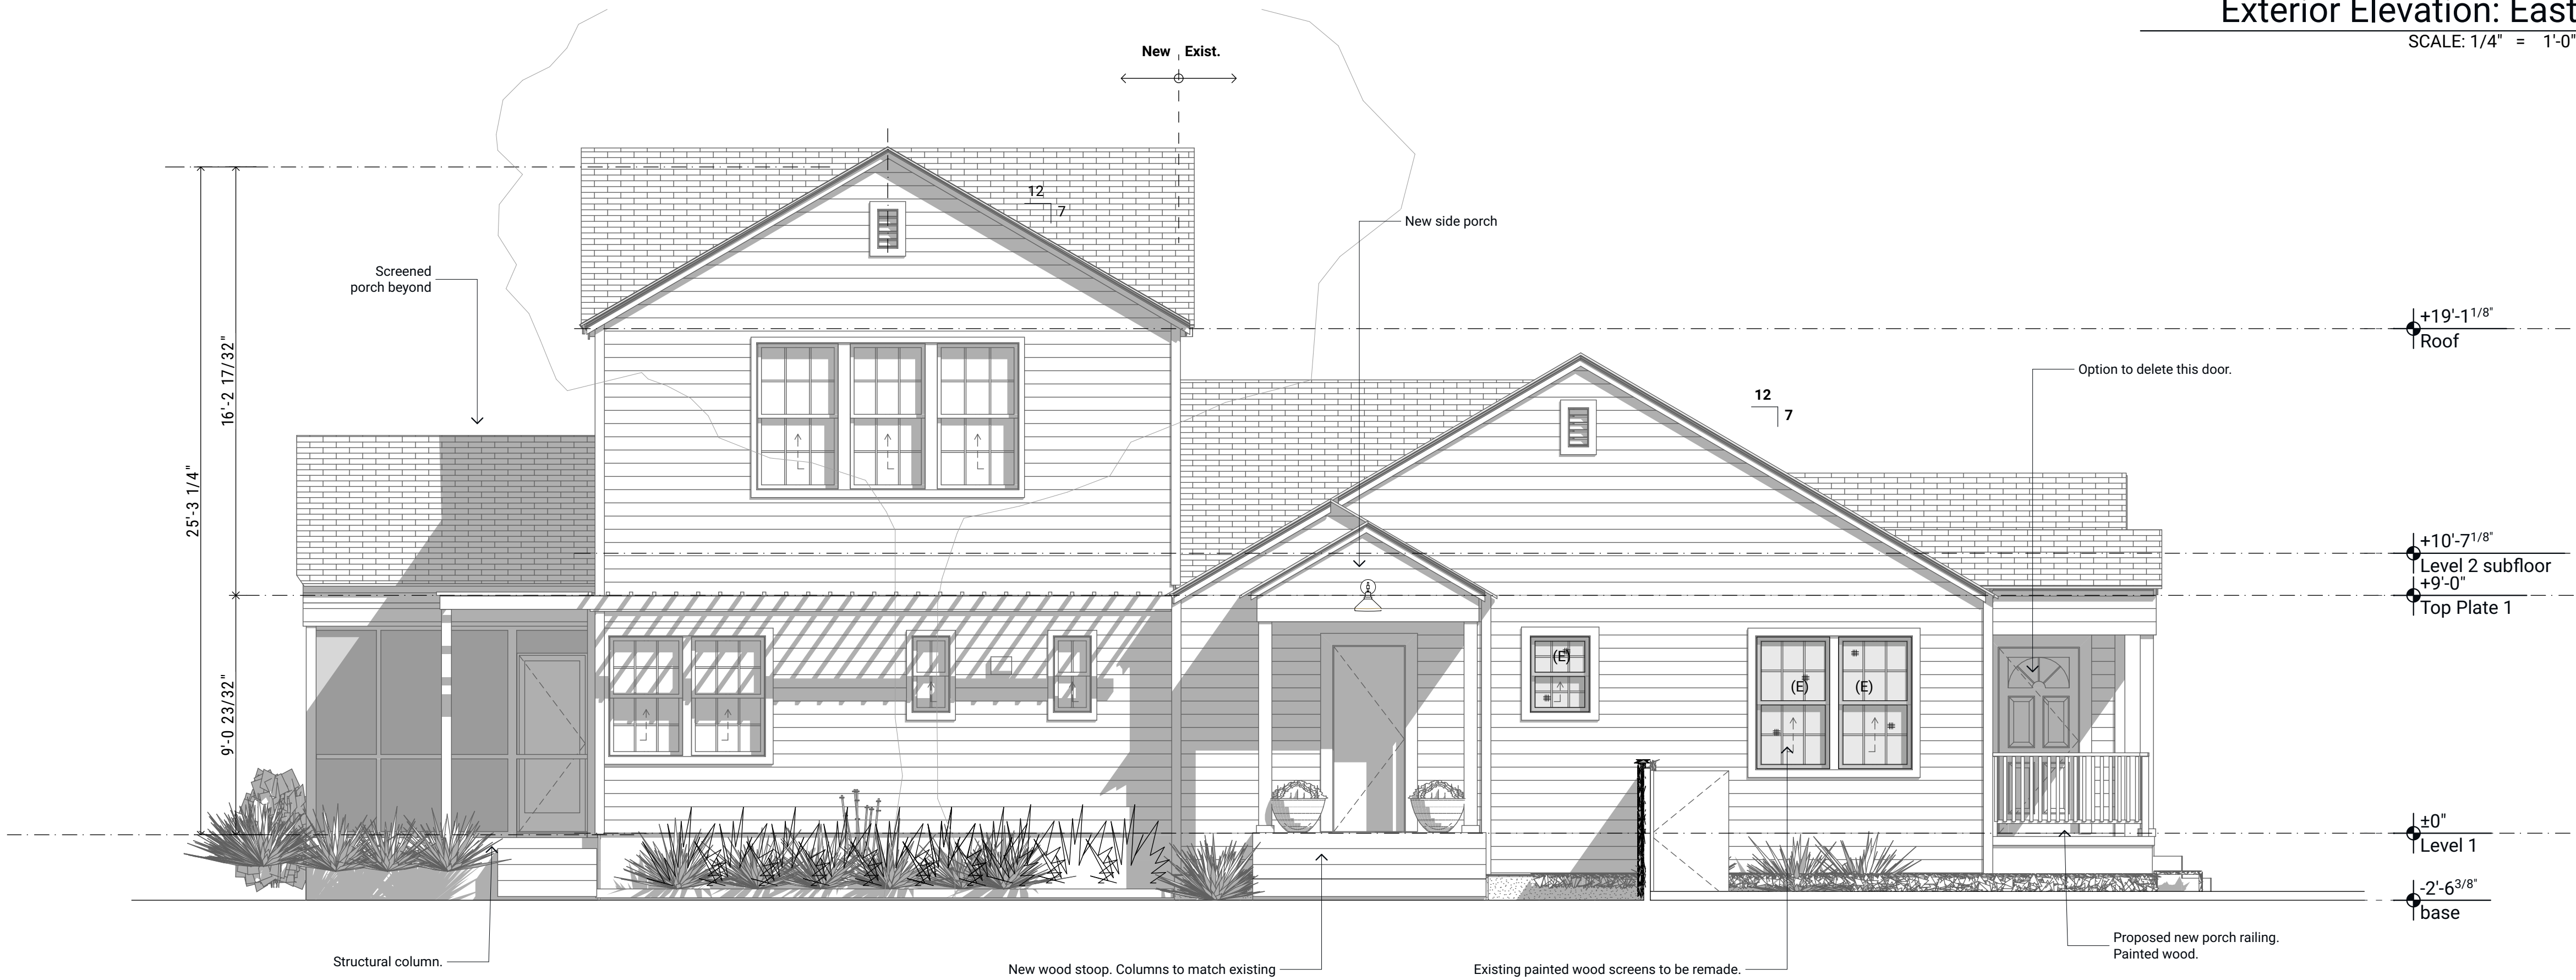 Exterior Elevation: East
SCALE: 1/4" = 1'-0"
New Exist.
12
7
New side porch
Screened
porch beyond
+19'-1 1/8"
Roof
16'-2 17/32"
Option to delete this door.
12
7
25'-3 1/4"
+10'-7 1/8"
Level 2 subfloor
+9'-0"
Top Plate 1
(E)
(E)
(E)
9'-0 23/32"
±0"
Level 1
-2'-6 3/8"
base
Structural column.
New wood stoop. Columns to match existing
Existing painted wood screens to be remade.
Proposed new porch railing.
Painted wood.